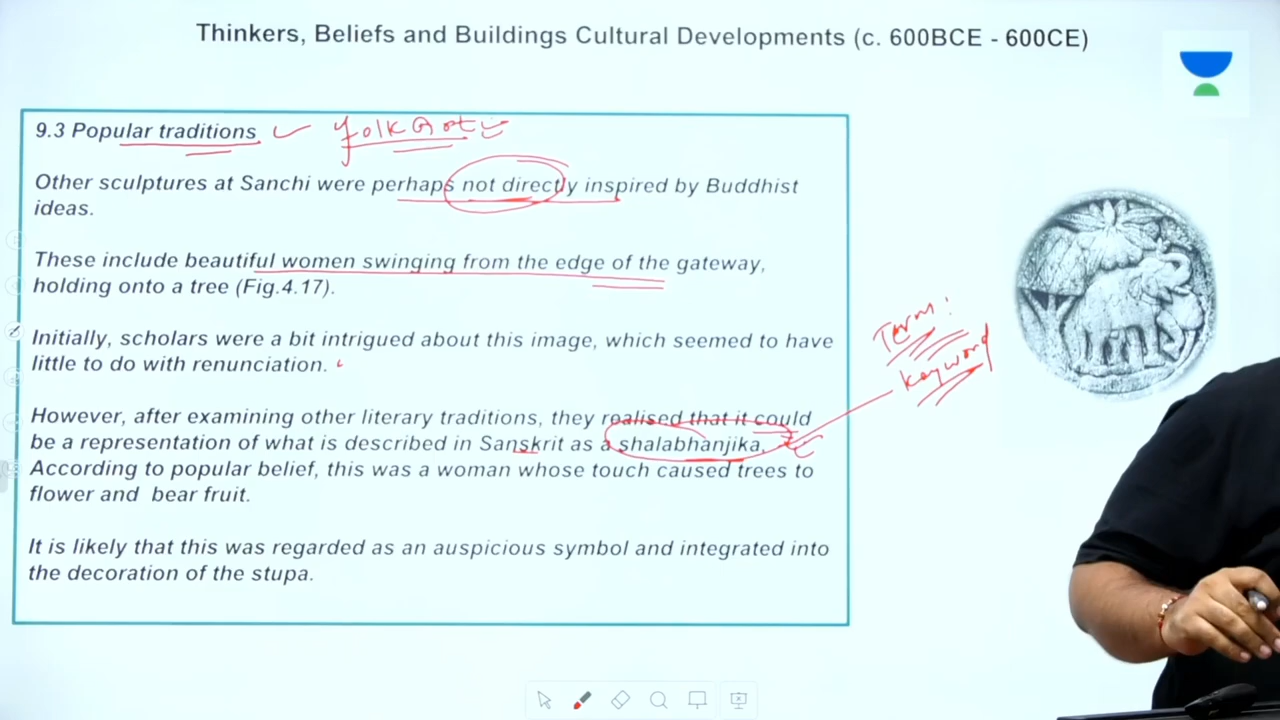 Thinkers, Beliefs and Buildings Cultural Developments (c. 600BCE - 600CE)
9.3 Popular traditions folk Art
Other sculptures at Sanchi were perhaps not directly inspired by Buddhist
ideas.
These include beautiful women swinging from the edge of the gateway,
holding onto a tree (Fig.4.17).
Initially, scholars were a bit intrigued about this image, which seemed to have
little to do with renunciation.
Term:
keyword
However, after examining other literary traditions, they realised that it could
be a representation of what is described in Sanskrit as a shalabhanjika.
According to popular belief, this was a woman whose touch caused trees to
flower and bear fruit.
It is likely that this was regarded as an auspicious symbol and integrated into
the decoration of the stupa.